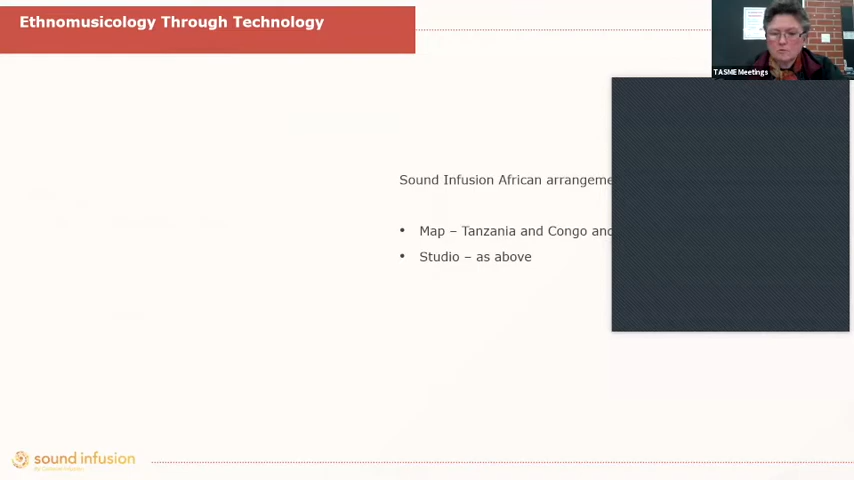 Ethnomusicology Through Technology
TASME Meetings
Sound Infusion African arrangeme
• Map – Tanzania and Congo and
• Studio – as above
sound infusion